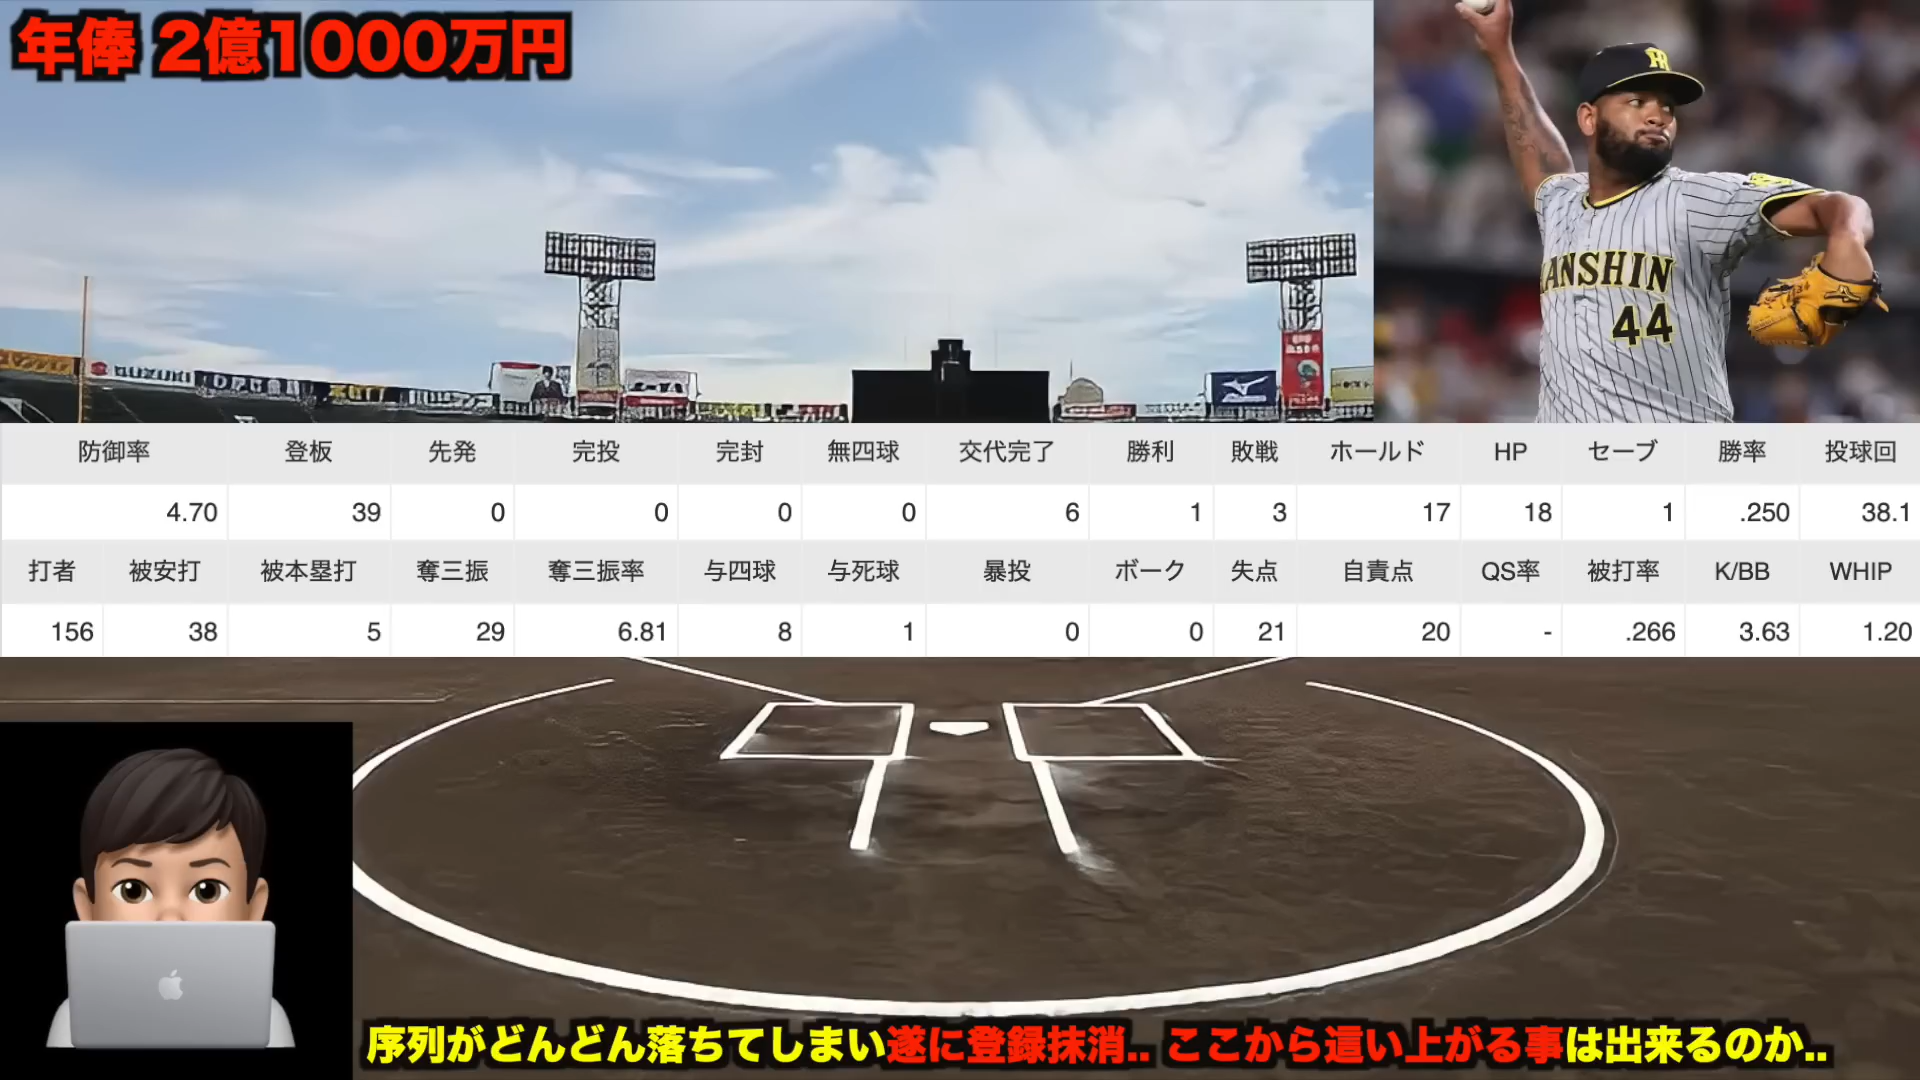 年俸 2億1000万円
HANSHIN
44
SUZUKI
防御率 登板 先発 完投 完封 無四球 交代完了 勝利 敗戦 ホールド HP セーブ 勝率 投球回
4.70 39 0 0 0 0 6 1 3 17 18 1 .250 38.1
打者 被安打 被本塁打 奪三振 奪三振率 与四球 与死球 暴投 ボーク 失点 自責点 QS率 被打率 K/BB WHIP
156 38 5 29 6.81 8 1 0 0 21 20 - .266 3.63 1.20
序列がどんどん落ちてしまい遂に登録抹消.. ここから這い上がる事は出来るのか..